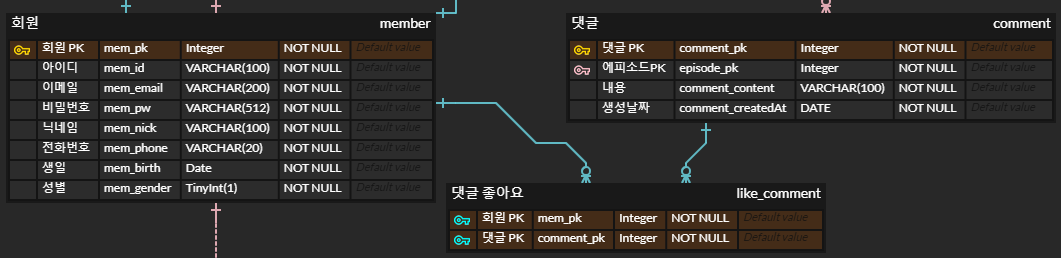 회원 member
회원 PK mem_pk Integer NOT NULL Default value
아이디 mem_id VARCHAR(100) NOT NULL Default value
이메일 mem_email VARCHAR(200) NOT NULL Default value
비밀번호 mem_pw VARCHAR(512) NOT NULL Default value
닉네임 mem_nick VARCHAR(100) NOT NULL Default value
전화번호 mem_phone VARCHAR(20) NOT NULL Default value
생일 mem_birth Date NOT NULL Default value
성별 mem_gender TinyInt(1) NOT NULL Default value
댓글 comment
댓글 PK comment_pk Integer NOT NULL Default value
에피소드PK episode_pk Integer NOT NULL Default value
내용 comment_content VARCHAR(100) NOT NULL Default value
생성날짜 comment_createdAt DATE NOT NULL Default value
댓글 좋아요 like_comment
회원 PK mem_pk Integer NOT NULL Default value
댓글 PK comment_pk Integer NOT NULL Default value